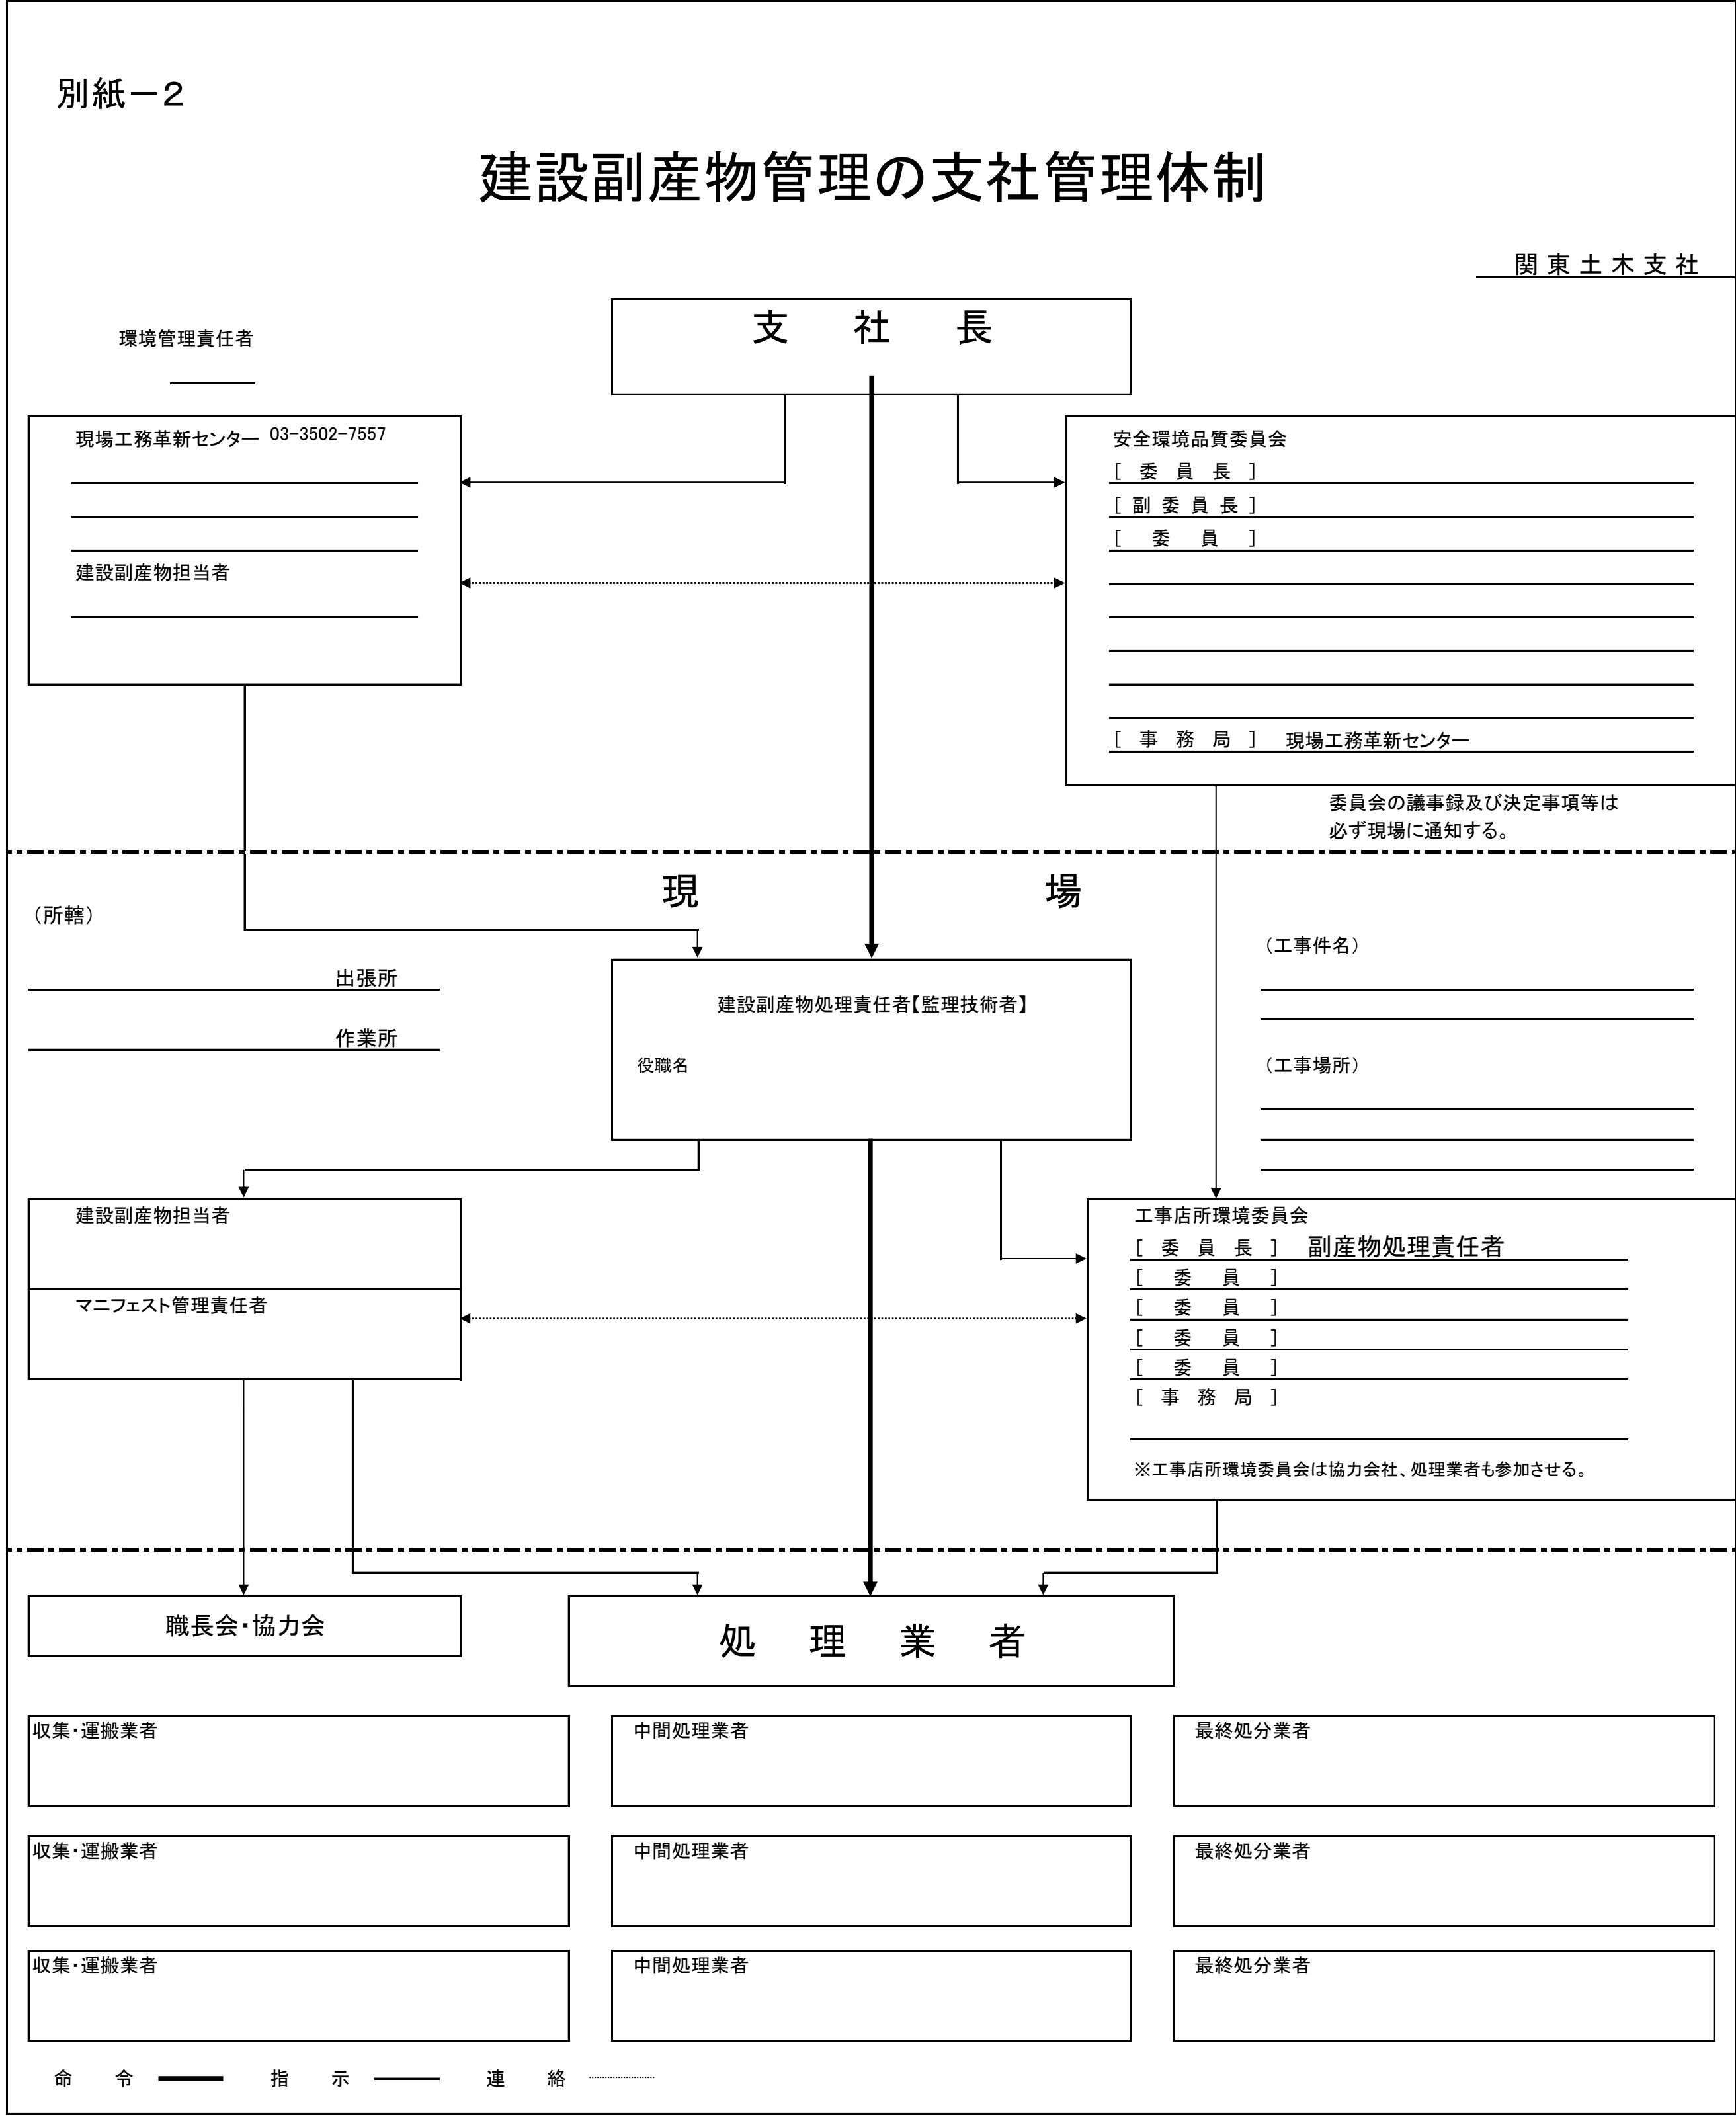 別紙－2
建設副産物管理の支社管理体制
関東土木支社
支　社　長
環境管理責任者
現場工務革新センター 03-3502-7557
建設副産物担当者
安全環境品質委員会
[ 委 員 長 ]
[ 副 委 員 長 ]
[ 委 員 ]
[ 事 務 局 ] 現場工務革新センター
委員会の議事録及び決定事項等は
必ず現場に通知する。
現　場
（所轄）
出張所
作業所
建設副産物処理責任者【監理技術者】
役職名
（工事件名）
（工事場所）
建設副産物担当者
マニフェスト管理責任者
工事店所環境委員会
[ 委 員 長 ] 副産物処理責任者
[ 委 員 ]
[ 委 員 ]
[ 委 員 ]
[ 委 員 ]
[ 事 務 局 ]
※工事店所環境委員会は協力会社、処理業者も参加させる。
職長会・協力会
処　理　業　者
収集・運搬業者 中間処理業者 最終処分業者
収集・運搬業者 中間処理業者 最終処分業者
収集・運搬業者 中間処理業者 最終処分業者
命　令 指　示 連　絡